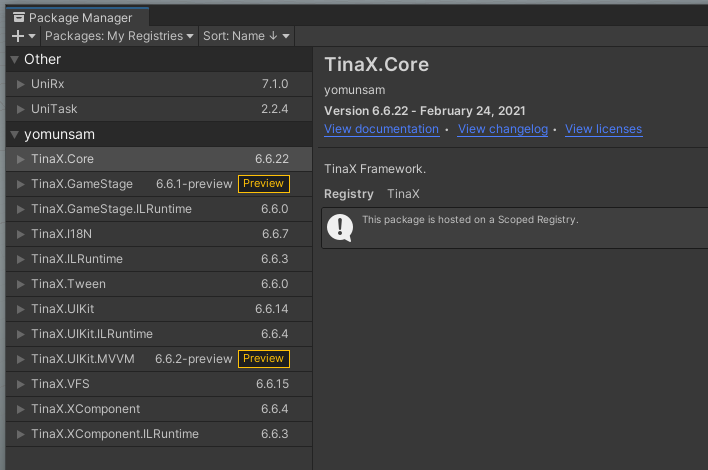 Package Manager
Packages: My Registries Sort: Name ↓
Other
UniRx 7.1.0
UniTask 2.2.4
yomunsam
TinaX.Core 6.6.22
TinaX.GameStage 6.6.1-preview Preview
TinaX.GameStage.ILRuntime 6.6.0
TinaX.I18N 6.6.7
TinaX.ILRuntime 6.6.3
TinaX.Tween 6.6.0
TinaX.UIKit 6.6.14
TinaX.UIKit.ILRuntime 6.6.4
TinaX.UIKit.MVVM 6.6.2-preview Preview
TinaX.VFS 6.6.15
TinaX.XComponent 6.6.4
TinaX.XComponent.ILRuntime 6.6.3
TinaX.Core
yomunsam
Version 6.6.22 - February 24, 2021
View documentation • View changelog • View licenses
TinaX Framework.
Registry TinaX
This package is hosted on a Scoped Registry.